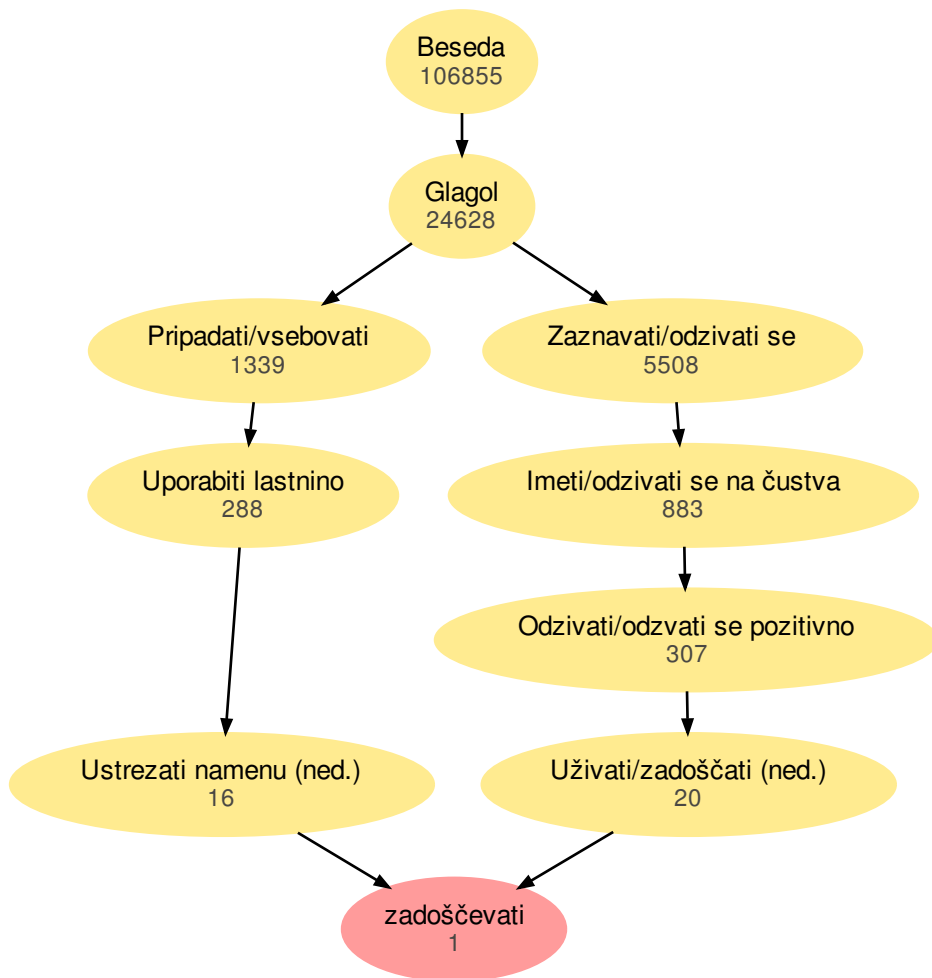 Beseda
106855
Glagol
24628
Pripadati/vsebovati
1339
Zaznavati/odzivati se
5508
Uporabiti lastnino
288
Imeti/odzivati se na čustva
883
Odzivati/odzvati se pozitivno
307
Ustrezati namenu (ned.)
16
Uživati/zadoščati (ned.)
20
zadoščevati
1